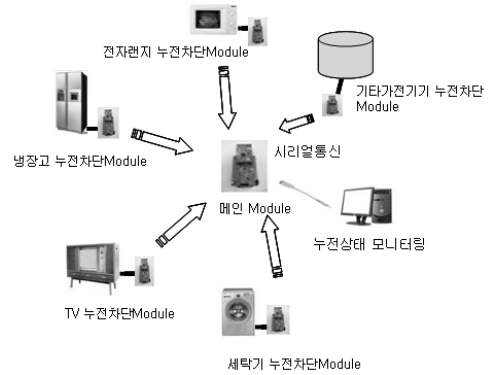 전자랜지 누전차단Module
기타가전기기 누전차단
Module
냉장고 누전차단Module
시리얼통신
메인 Module
누전상태 모니터링
TV 누전차단Module
세탁기 누전차단Module